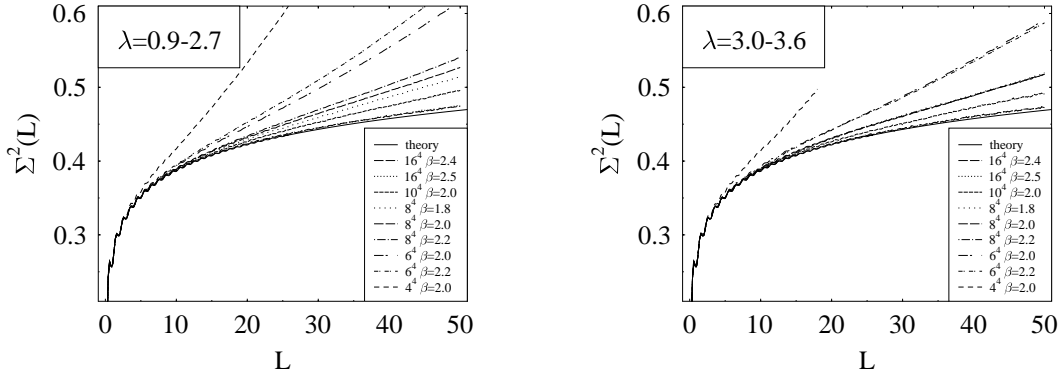 0.6
0.5
0.4
0.3
Σ²(L)
λ=0.9-2.7
theory
16⁴ β=2.4
16⁴ β=2.5
10⁴ β=2.0
8⁴ β=1.8
8⁴ β=2.0
8⁴ β=2.2
6⁴ β=2.0
6⁴ β=2.2
4⁴ β=2.0
0 10 20 30 40 50
L
0.6
0.5
0.4
0.3
Σ²(L)
λ=3.0-3.6
theory
16⁴ β=2.4
16⁴ β=2.5
10⁴ β=2.0
8⁴ β=1.8
8⁴ β=2.0
8⁴ β=2.2
6⁴ β=2.0
6⁴ β=2.2
4⁴ β=2.0
0 10 20 30 40 50
L